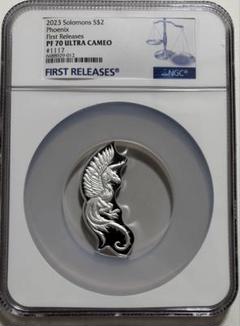 2023 Solomons S$2
Phoenix
First Releases
PF 70 ULTRA CAMEO
#1117
FIRST RELEASES
NGC